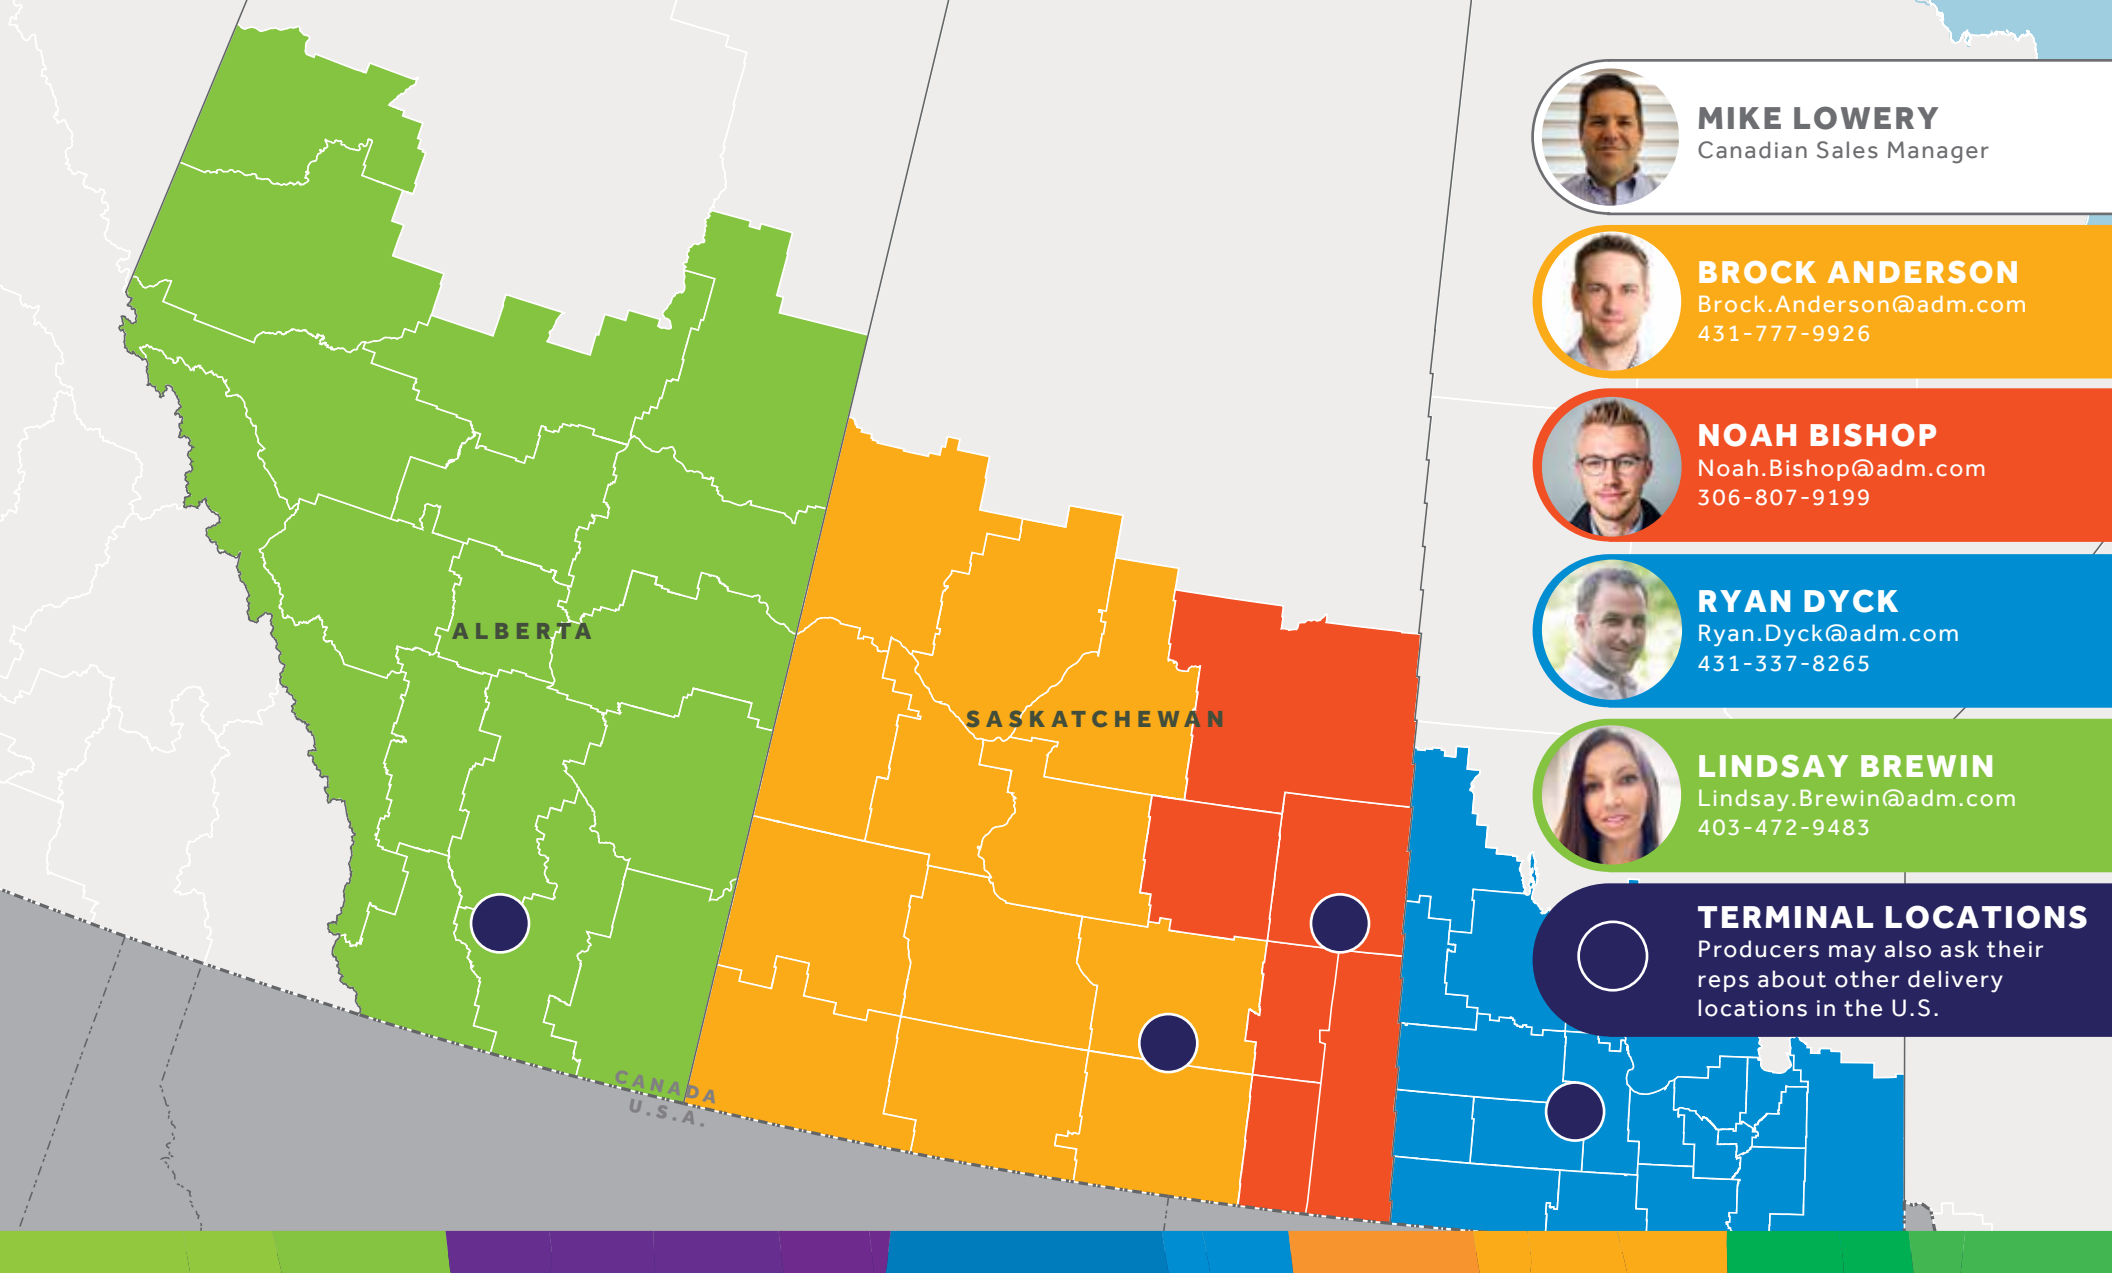 MIKE LOWERY
Canadian Sales Manager
BROCK ANDERSON
Brock.Anderson@adm.com
431-777-9926
NOAH BISHOP
Noah.Bishop@adm.com
306-807-9199
RYAN DYCK
Ryan.Dyck@adm.com
431-337-8265
LINDSAY BREWIN
Lindsay.Brewin@adm.com
403-472-9483
TERMINAL LOCATIONS
Producers may also ask their
reps about other delivery
locations in the U.S.
ALBERTA
SASKATCHEWAN
CANADA
U.S.A.